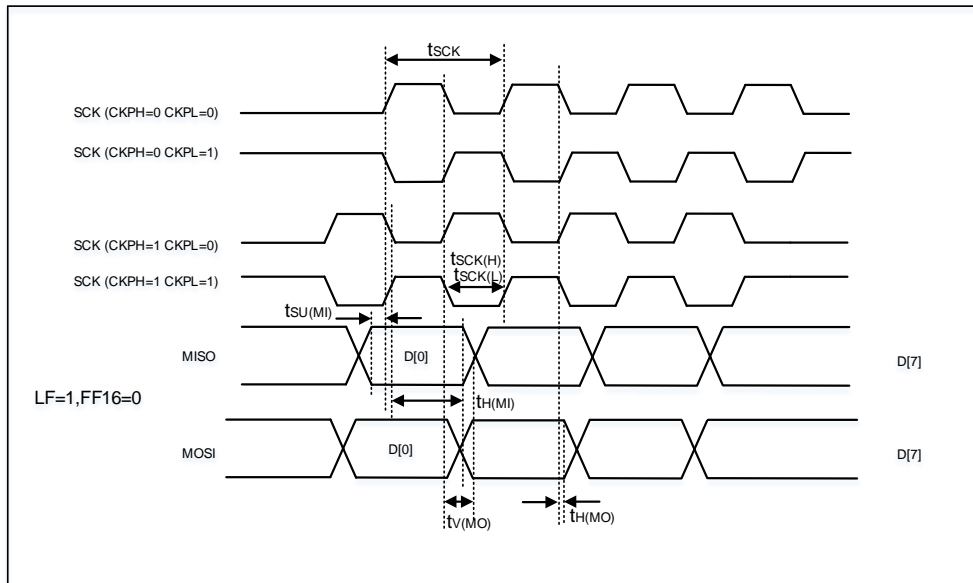 tSCK
SCK (CKPH=0 CKPL=0)
SCK (CKPH=0 CKPL=1)
SCK (CKPH=1 CKPL=0)
tSCK(H)
tSCK(L)
SCK (CKPH=1 CKPL=1)
tSU(MI)
MISO
D[0]
D[7]
LF=1,FF16=0
tH(MI)
MOSI
D[0]
D[7]
tV(MO)
tH(MO)